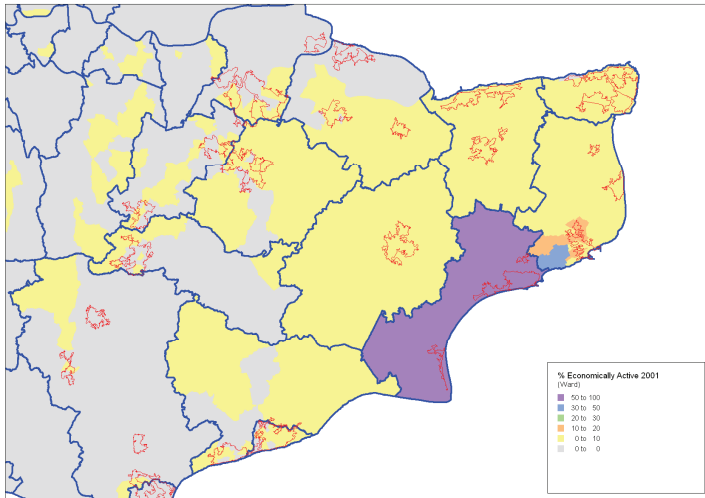 % Economically Active 2001
(Ward)
50 to 100
30 to 50
20 to 30
10 to 20
0 to 10
0 to 0